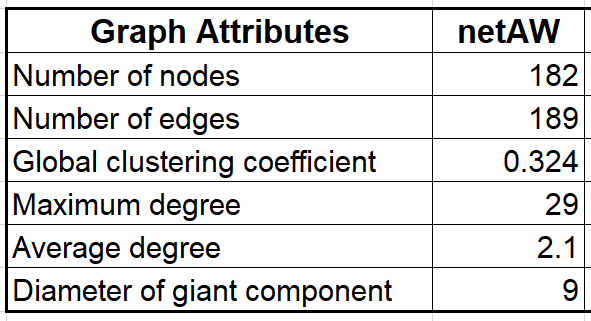 Graph Attributes netAW
Number of nodes 182
Number of edges 189
Global clustering coefficient 0.324
Maximum degree 29
Average degree 2.1
Diameter of giant component 9